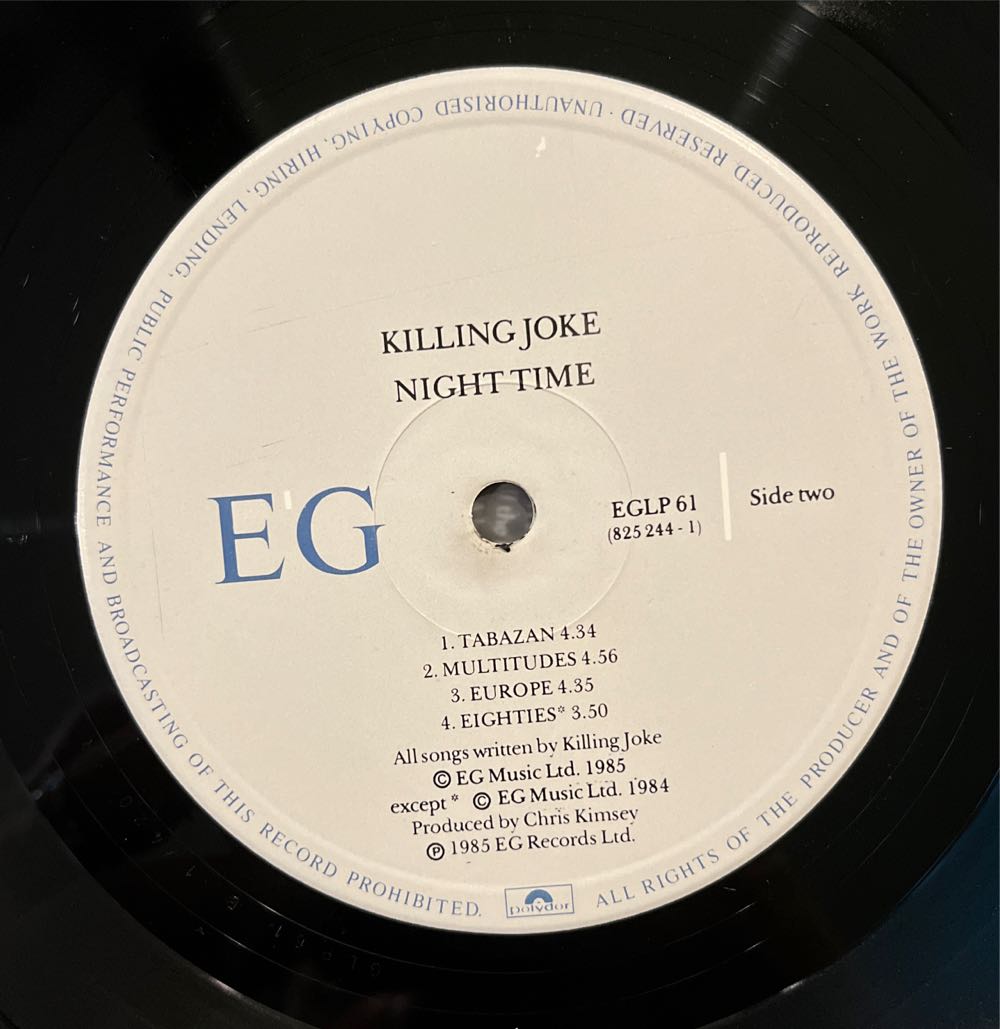 KILLING JOKE
NIGHT TIME
EG
EGLP 61
(825 244 - 1)
Side two
1. TABAZAN 4.34
2. MULTITUDES 4.56
3. EUROPE 4.35
4. EIGHTIES* 3.50
All songs written by Killing Joke
© EG Music Ltd. 1985
except * © EG Music Ltd. 1984
Produced by Chris Kimsey
℗ 1985 EG Records Ltd.
polydor
ALL RIGHTS OF THE PRODUCER AND OF THE OWNER OF THE WORK REPRODUCED RESERVED · UNAUTHORISED COPYING, HIRING, LENDING, PUBLIC PERFORMANCE AND BROADCASTING OF THIS RECORD PROHIBITED.